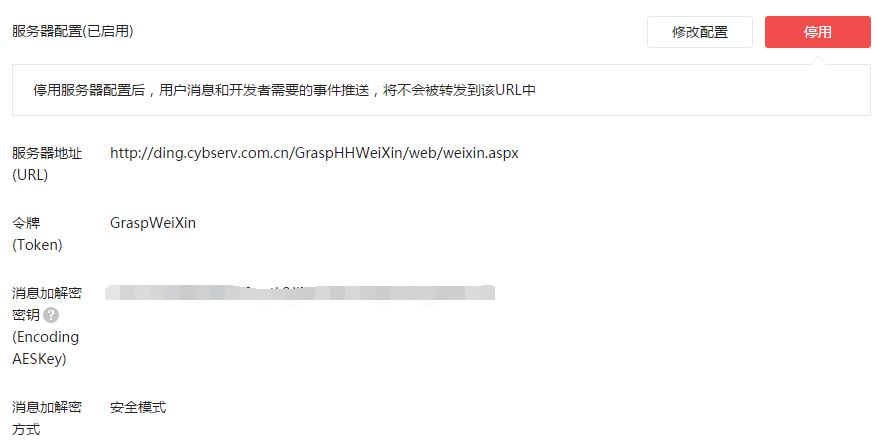 服务器配置(已启用)
修改配置
停用
停用服务器配置后，用户消息和开发者需要的事件推送，将不会被转发到该URL中
服务器地址
(URL)
http://ding.cybserv.com.cn/GraspHHWeiXin/web/weixin.aspx
令牌
(Token)
GraspWeiXin
消息加解密
密钥 ?
(Encoding
AESKey)
消息加解密
方式
安全模式